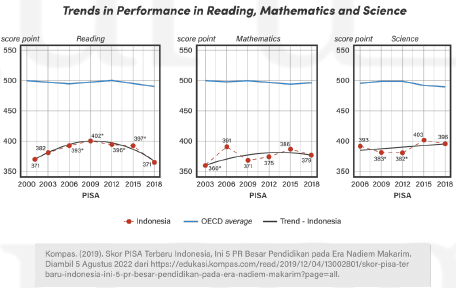 Trends in Performance in Reading, Mathematics and Science
score point Reading
550
500
450
400
350
371
382
393*
402*
396*
397*
371
2000 2003 2006 2009 2012 2015 2018
PISA
score point Mathematics
550
500
450
400
350
360*
391
371
375
386
379
2003 2006 2009 2012 2015 2018
PISA
score point Science
550
500
450
400
350
393
383*
382*
403
396
2006 2009 2012 2015 2018
PISA
Indonesia OECD average Trend - Indonesia
Kompas. (2019). Skor PISA Terbaru Indonesia, Ini 5 PR Besar Pendidikan pada Era Nadiem Makarim.
Diambil 5 Agustus 2022 dari https://edukasi.kompas.com/read/2019/12/04/13002801/skor-pisa-ter
baru-indonesia-ini-5-pr-besar-pendidikan-pada-era-nadiem-makarim?page=all.